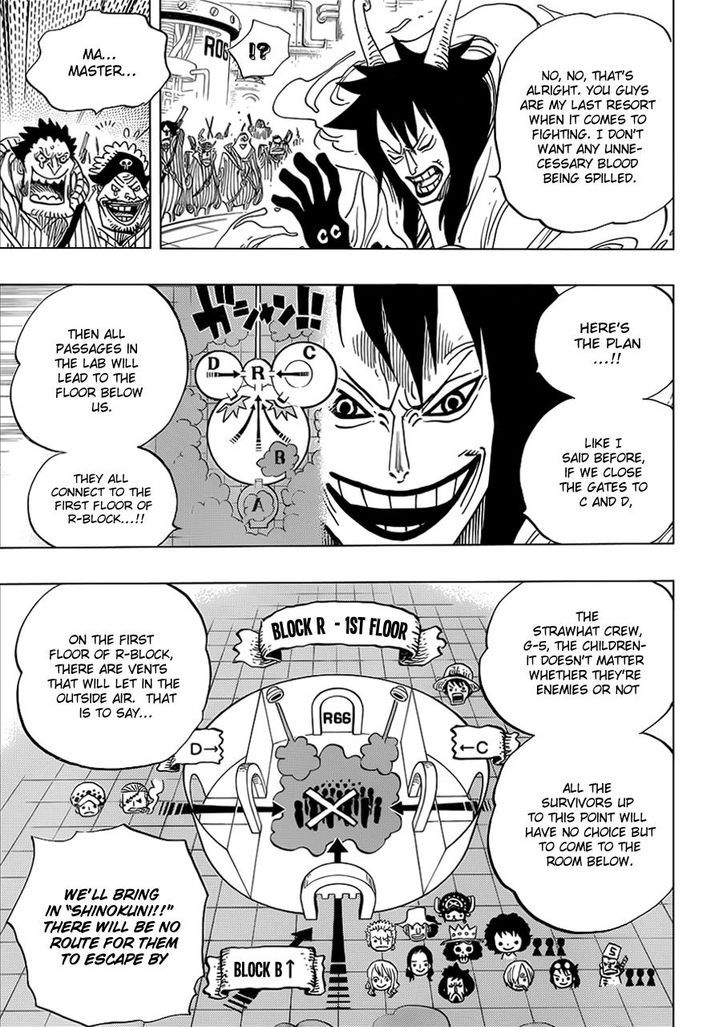 NO, NO, THAT'S
ALRIGHT. YOU GUYS
ARE MY LAST RESORT
WHEN IT COMES TO
FIGHTING. I DON'T
WANT ANY UNNE-
CESSARY BLOOD
BEING SPILLED.
!?
R06
CC
MA...
MASTER...
HERE'S
THE PLAN
...!!
LIKE I
SAID BEFORE,
IF WE CLOSE
THE GATES TO
C AND D,
ガシャン!!
D
R
C
B
A
THEN ALL
PASSAGES IN
THE LAB WILL
LEAD TO THE
FLOOR BELOW
US.
THEY ALL
CONNECT TO THE
FIRST FLOOR OF
R-BLOCK...!!
THE
STRAWHAT CREW,
G-5, THE CHILDREN-
IT DOESN'T MATTER
WHETHER THEY'RE
ENEMIES OR NOT
ALL THE
SURVIVORS UP
TO THIS POINT WILL
HAVE NO CHOICE BUT
TO COME TO THE
ROOM BELOW.
BLOCK R - 1ST FLOOR
R66
D→
←C
BLOCK B↑
ON THE FIRST
FLOOR OF R-BLOCK,
THERE ARE VENTS
THAT WILL LET IN THE
OUTSIDE AIR. THAT
IS TO SAY...
WE'LL BRING
IN "SHINOKUNI!!"
THERE WILL BE NO
ROUTE FOR THEM
TO ESCAPE BY